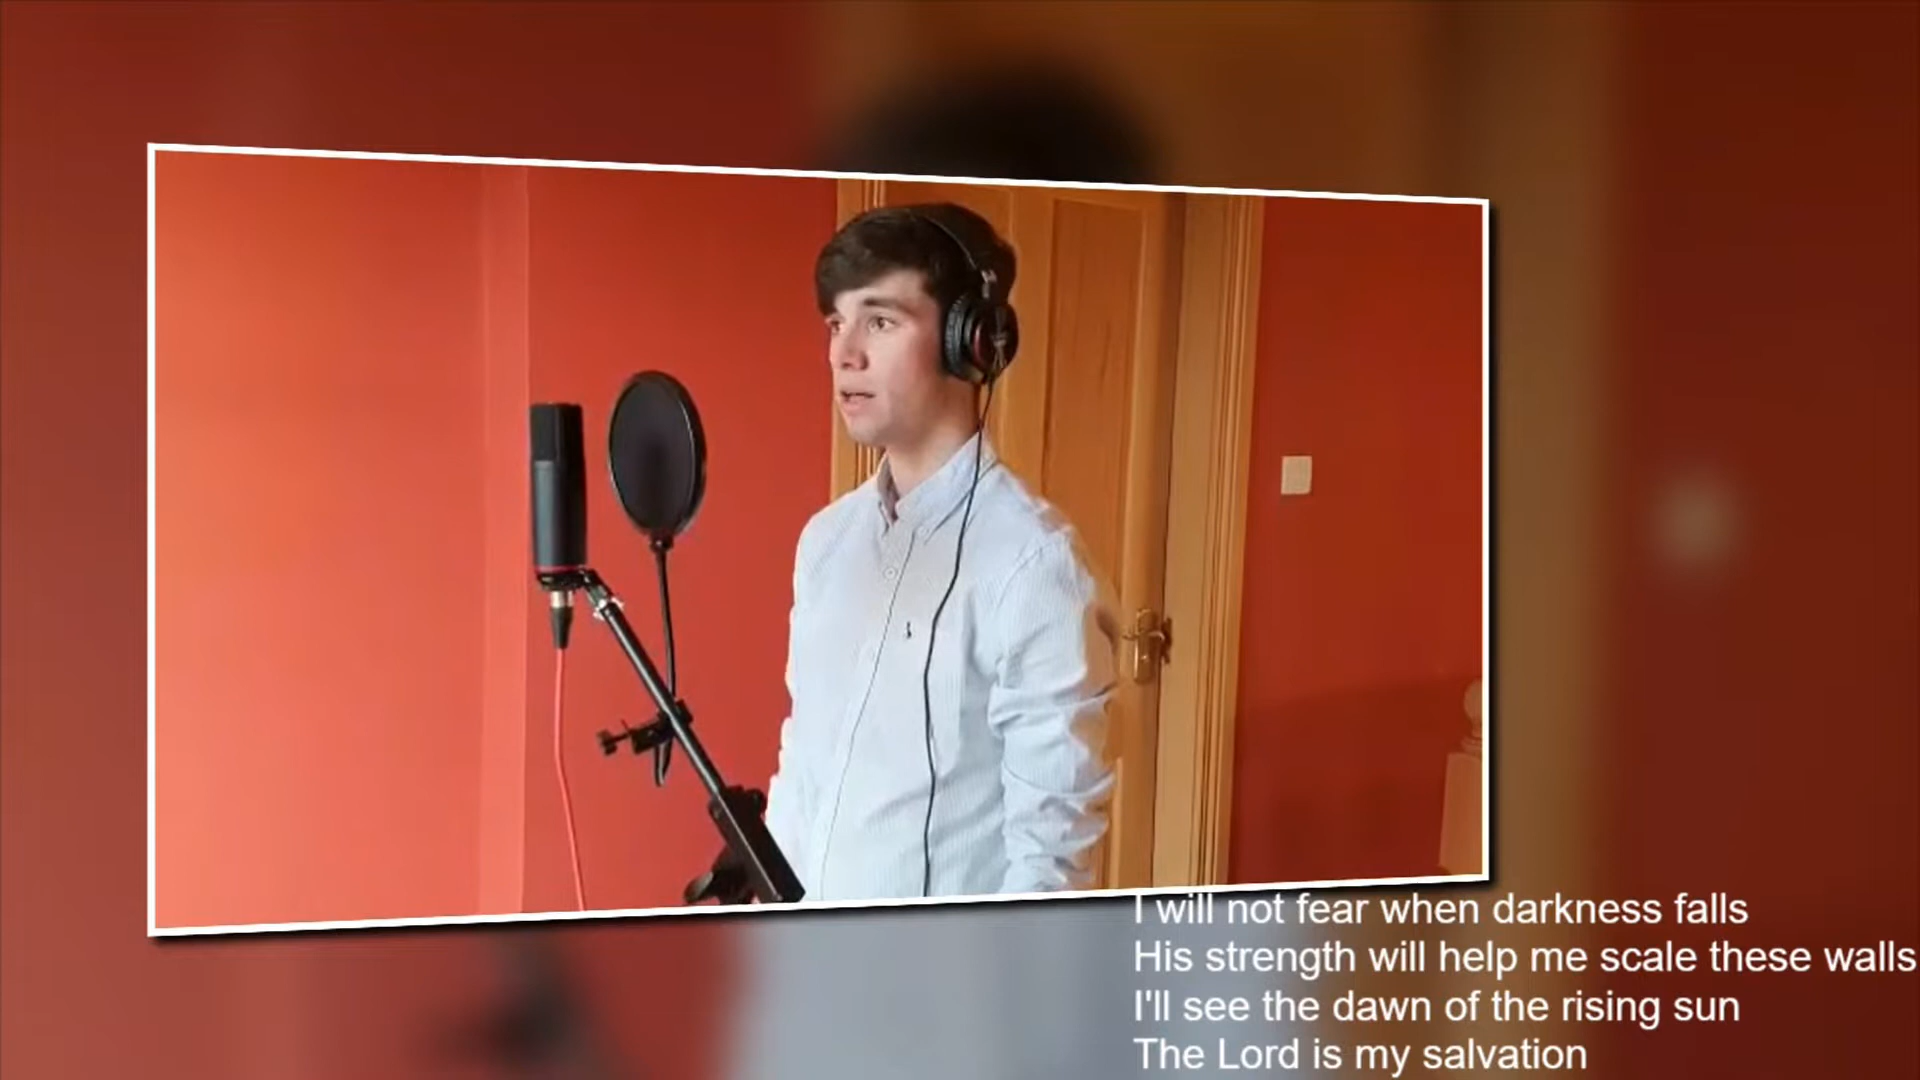 I will not fear when darkness falls
His strength will help me scale these walls
I'll see the dawn of the rising sun
The Lord is my salvation